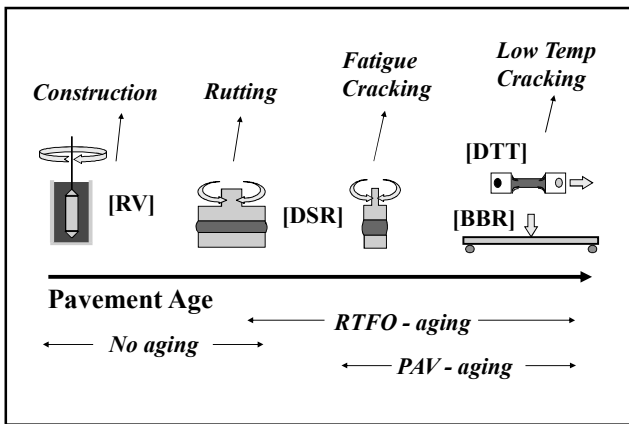 Construction
Rutting
Fatigue
Cracking
Low Temp
Cracking
[RV]
[DSR]
[DTT]
[BBR]
Pavement Age
No aging
RTFO - aging
PAV - aging